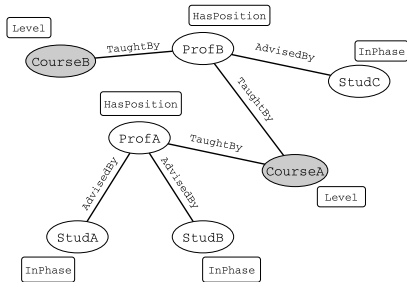 HasPosition
Level
TaughtBy
ProfB
AdvisedBy
InPhase
CourseB
StudC
TaughtBy
HasPosition
ProfA
TaughtBy
CourseA
AdvisedBy
AdvisedBy
Level
StudA
StudB
InPhase
InPhase